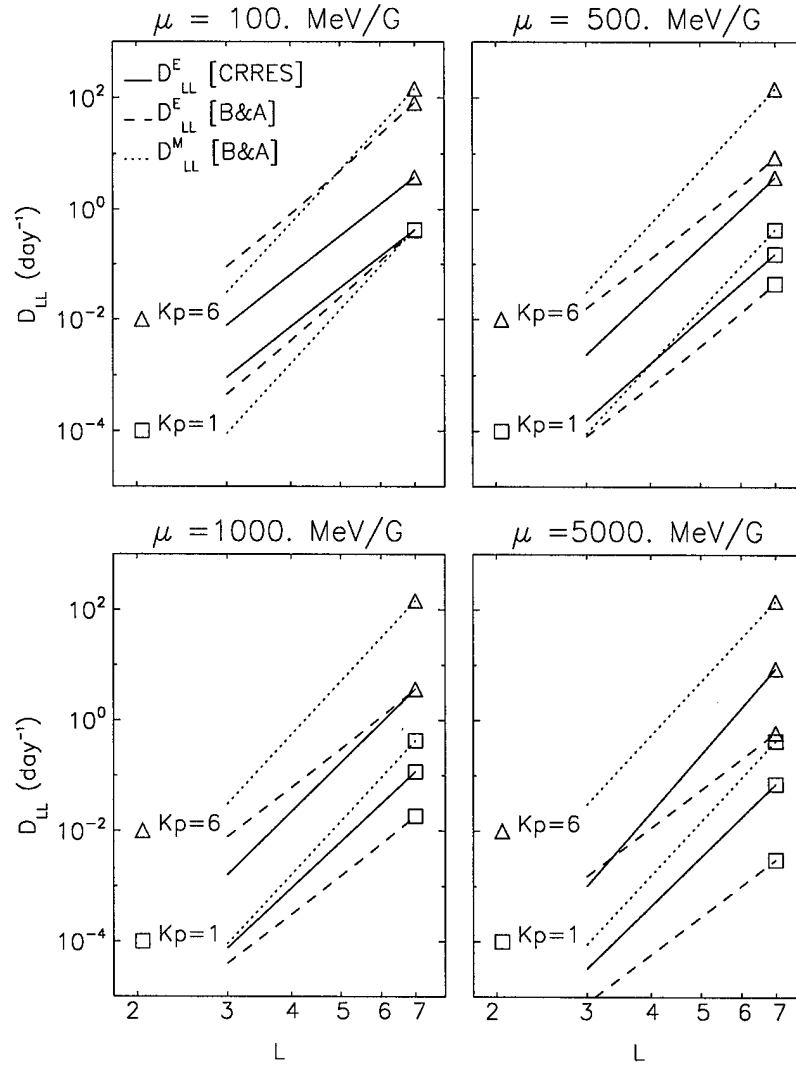 μ = 100. MeV/G
μ = 500. MeV/G
D^E_LL [CRRES]
D^E_LL [B&A]
D^M_LL [B&A]
10^2
10^0
10^-2
10^-4
D_LL (day^-1)
Kp=6
Kp=1
Kp=6
Kp=1
μ =1000. MeV/G
μ =5000. MeV/G
10^2
10^0
10^-2
10^-4
D_LL (day^-1)
Kp=6
Kp=1
Kp=6
Kp=1
2 3 4 5 6 7
2 3 4 5 6 7
L
L